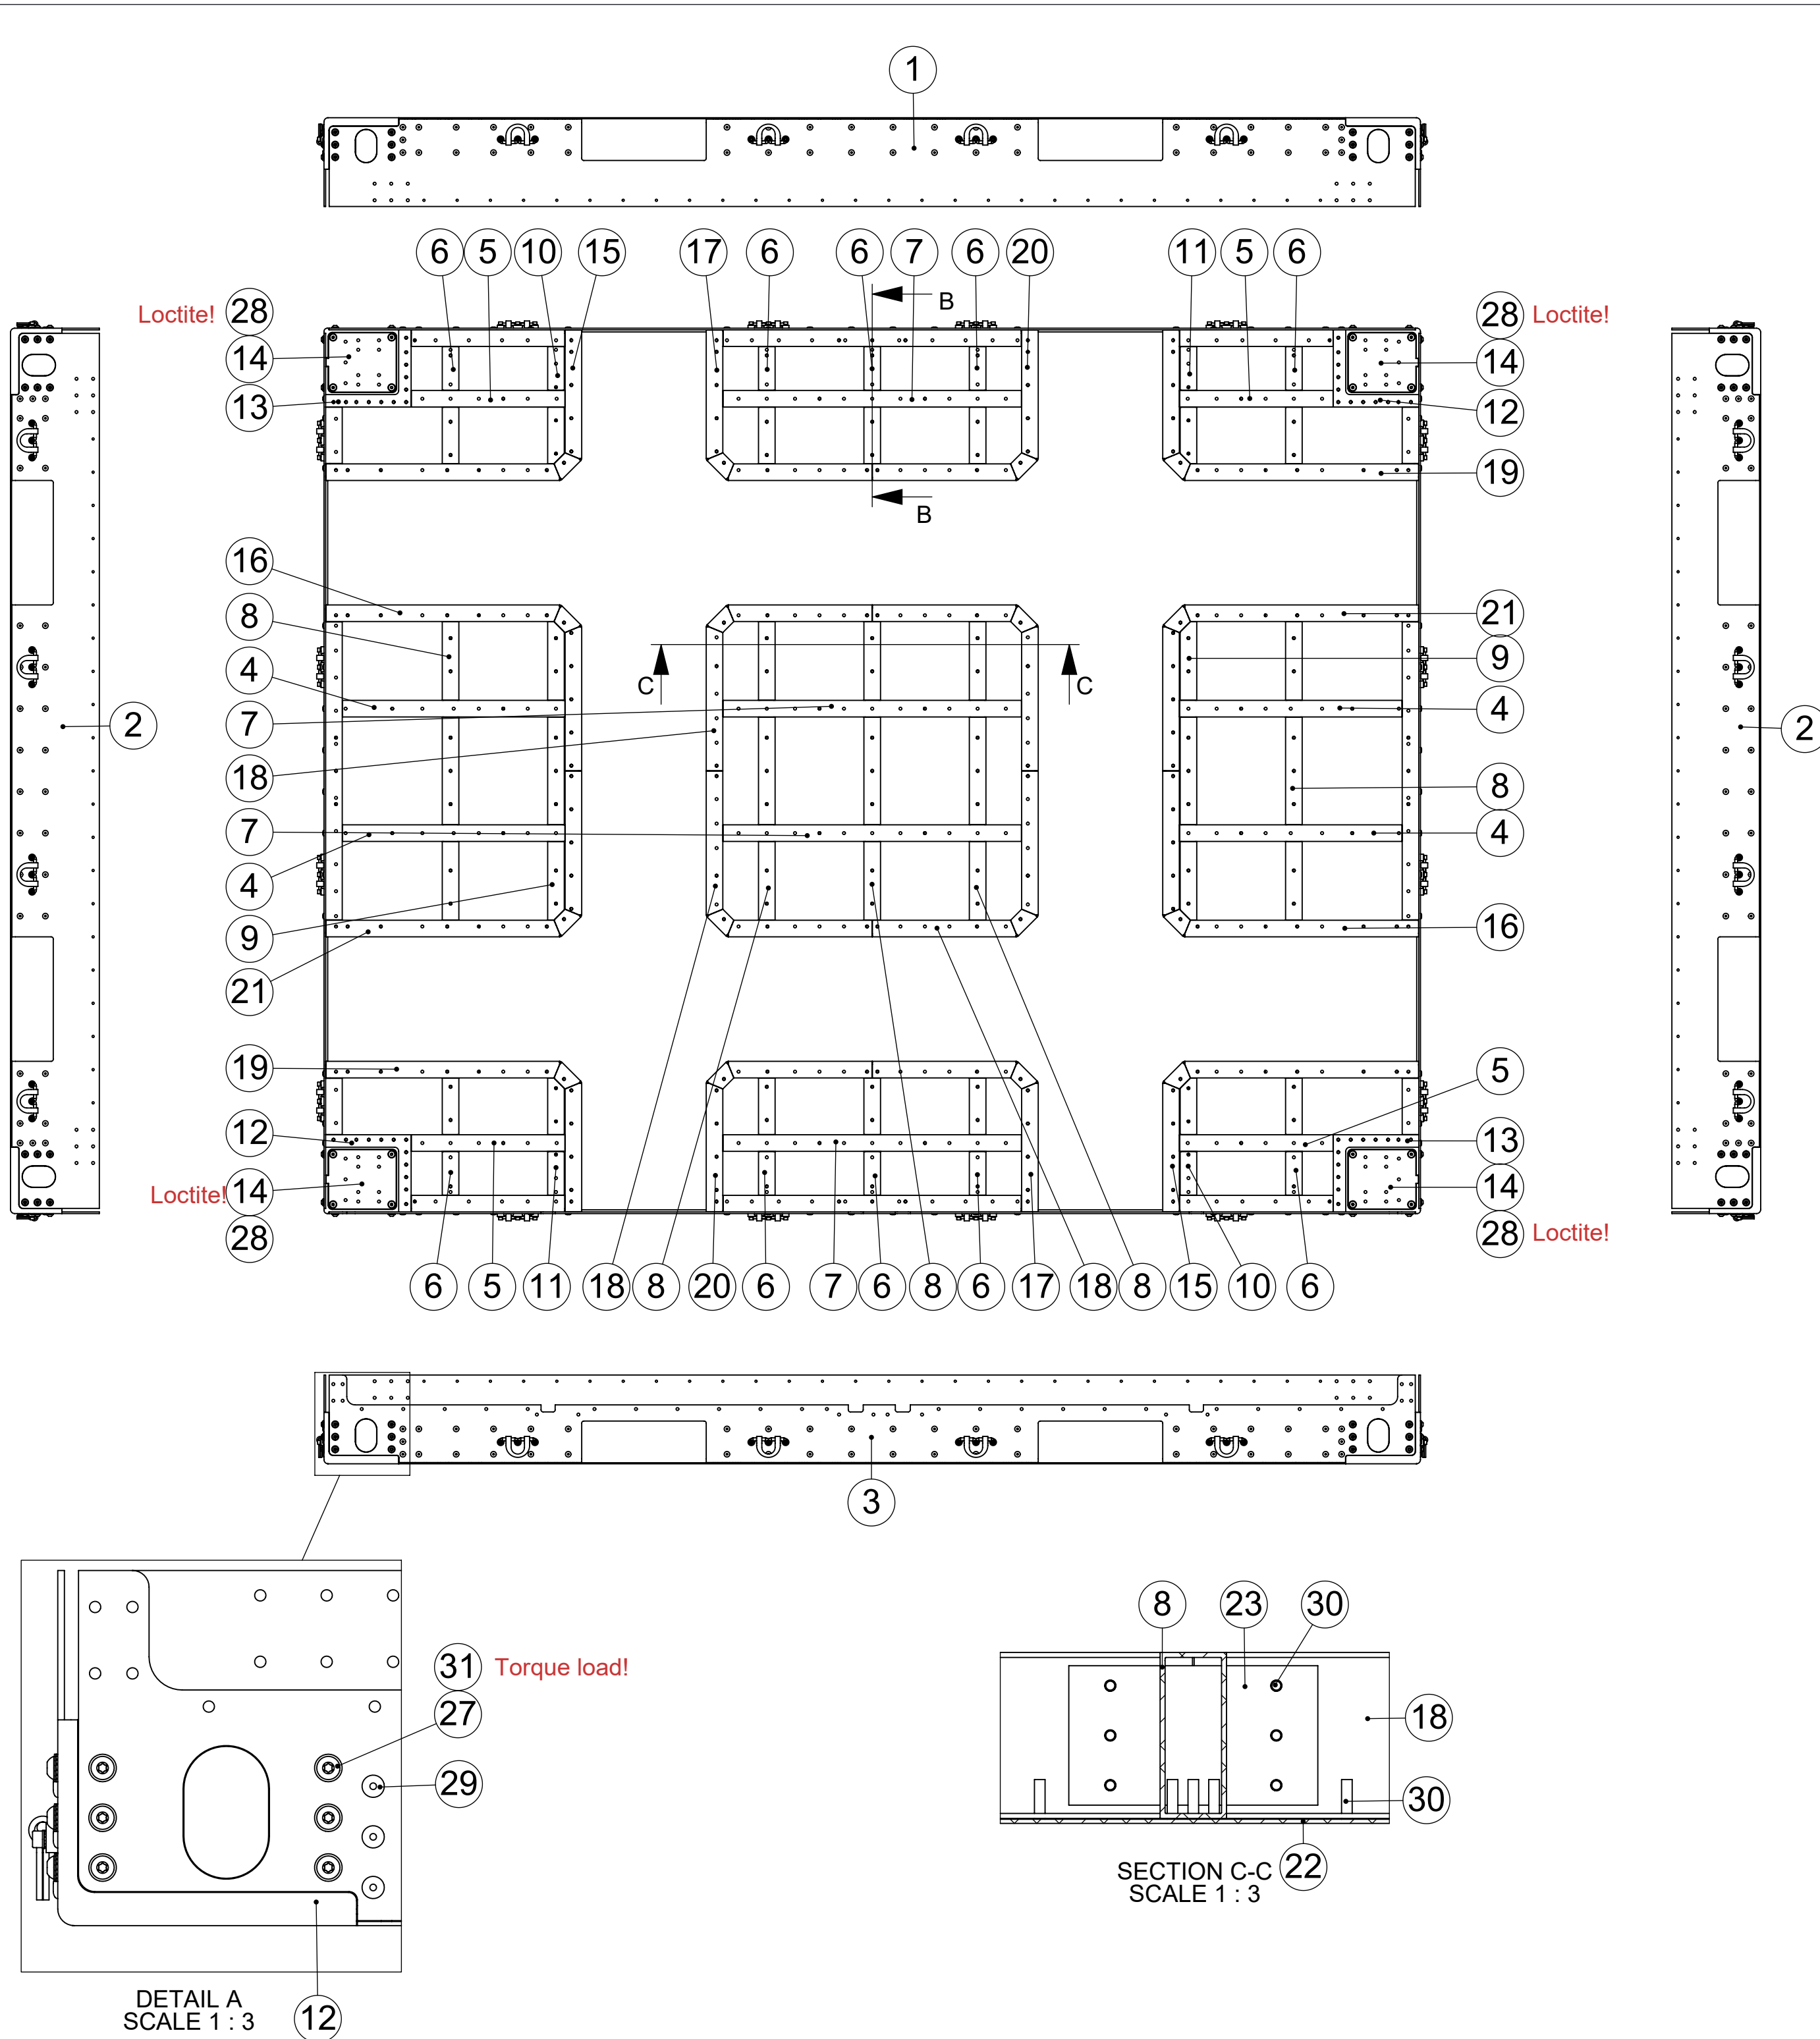 1
6 5 10 15 17 6 6 7 6 20 11 5 6
B
Loctite! 28
28 Loctite!
14
14
13
12
19
B
16
21
8
9
C C
4
4
7
2
2
18
8
7
4
4
9
16
21
19
5
12
13
Loctite! 14
14
28
28 Loctite!
6 5 11 18 8 20 6 7 6 8 6 17 18 8 15 10 6
3
8 23 30
31 Torque load!
27
18
29
30
SECTION C-C 22
SCALE 1 : 3
DETAIL A
SCALE 1 : 3
12